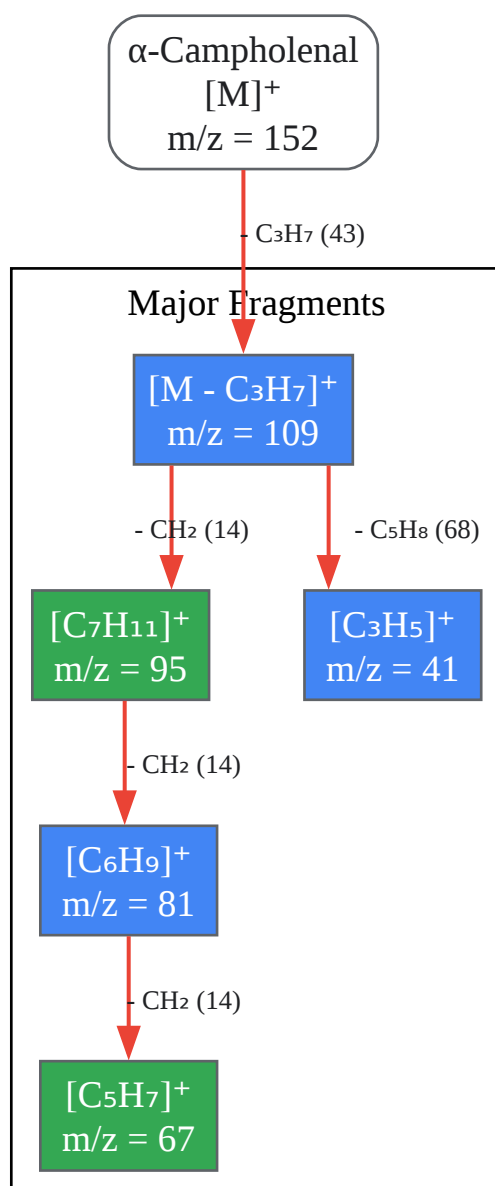 α-Campholenal
[M]⁺
m/z = 152
- C₃H₇ (43)
Major Fragments
[M - C₃H₇]⁺
m/z = 109
- CH₂ (14)
- C₅H₈ (68)
[C₇H₁₁]⁺
m/z = 95
[C₃H₅]⁺
m/z = 41
- CH₂ (14)
[C₆H₉]⁺
m/z = 81
- CH₂ (14)
[C₅H₇]⁺
m/z = 67